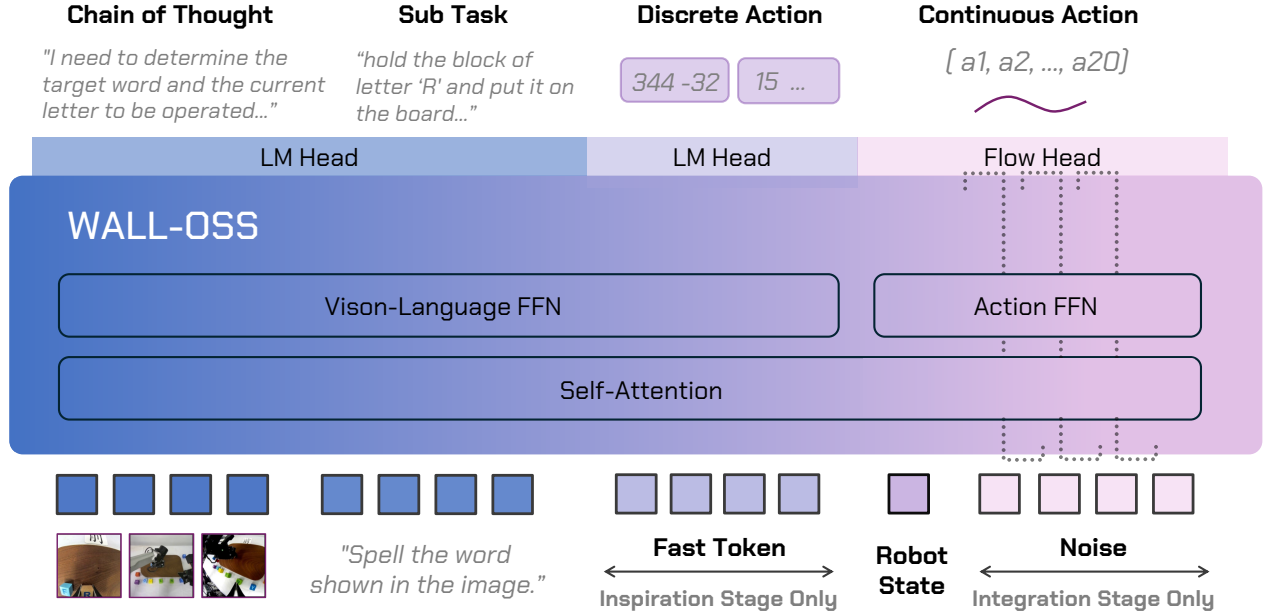 Chain of Thought
Sub Task
Discrete Action
Continuous Action
"I need to determine the
target word and the current
letter to be operated..."
“hold the block of
letter ‘R’ and put it on
the board...”
344 -32
15 ...
[ a1, a2, ..., a20]
LM Head
LM Head
Flow Head
WALL-OSS
Vison-Language FFN
Action FFN
Self-Attention
"Spell the word
shown in the image.”
Fast Token
Inspiration Stage Only
Robot
State
Noise
Integration Stage Only